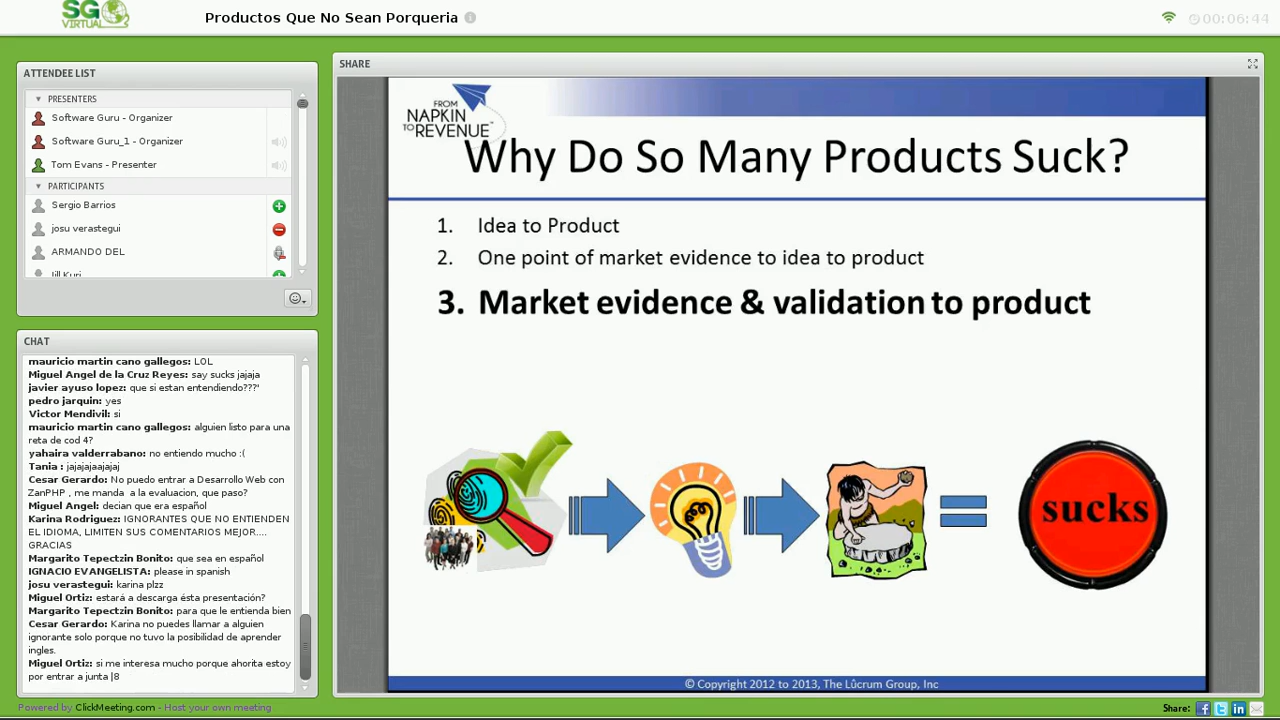 SG
VIRTUAL
Productos Que No Sean Porqueria
00:06:44
ATTENDEE LIST
PRESENTERS
Software Guru - Organizer
Software Guru_1 - Organizer
Tom Evans - Presenter
PARTICIPANTS
Sergio Barrios
josu verastegui
ARMANDO DEL
Jill Kuri
CHAT
mauricio martin cano gallegos: LOL
Miguel Angel de la Cruz Reyes: say sucks jajaja
javier ayuso lopez: que si estan entendiendo???'
pedro jarquin: yes
Victor Mendivil: si
mauricio martin cano gallegos: alguien listo para una
reta de cod 4?
yahaira valderrabano: no entiendo mucho :(
Tania : jajajajaajajaj
Cesar Gerardo: No puedo entrar a Desarrollo Web con
ZanPHP , me manda  a la evaluacion, que paso?
Miguel Angel: decian que era español
Karina Rodriguez: IGNORANTES QUE NO ENTIENDEN
EL IDIOMA, LIMITEN SUS COMENTARIOS MEJOR....
GRACIAS
Margarito Tepectzin Bonito: que sea en español
IGNACIO EVANGELISTA: please in spanish
josu verastegui: karina plzz
Miguel Ortiz: estará a descarga ésta presentación?
Margarito Tepectzin Bonito: para que le entienda bien
Cesar Gerardo: Karina no puedes llamar a alguien
ignorante solo porque no tuvo la posibilidad de aprender
ingles.
Miguel Ortiz: si me interesa mucho porque ahorita estoy
por entrar a junta |8
SHARE
FROM
NAPKIN
TO REVENUE™
Why Do So Many Products Suck?
1. Idea to Product
2. One point of market evidence to idea to product
3. Market evidence & validation to product
sucks
© Copyright 2012 to 2013, The Lûcrum Group, Inc
Powered by ClickMeeting.com - Host your own meeting
Share: